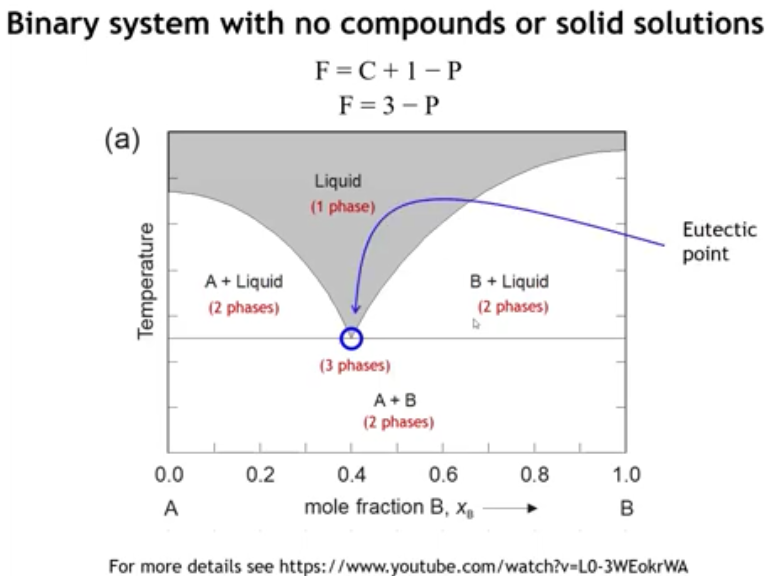 Binary system with no compounds or solid solutions
F = C + 1 − P
F = 3 − P
(a)
Liquid
(1 phase)
Eutectic
point
Temperature
A + Liquid
(2 phases)
B + Liquid
(2 phases)
(3 phases)
A + B
(2 phases)
0.0 0.2 0.4 0.6 0.8 1.0
A mole fraction B, xB B
For more details see https://www.youtube.com/watch?v=L0-3WEokrWA